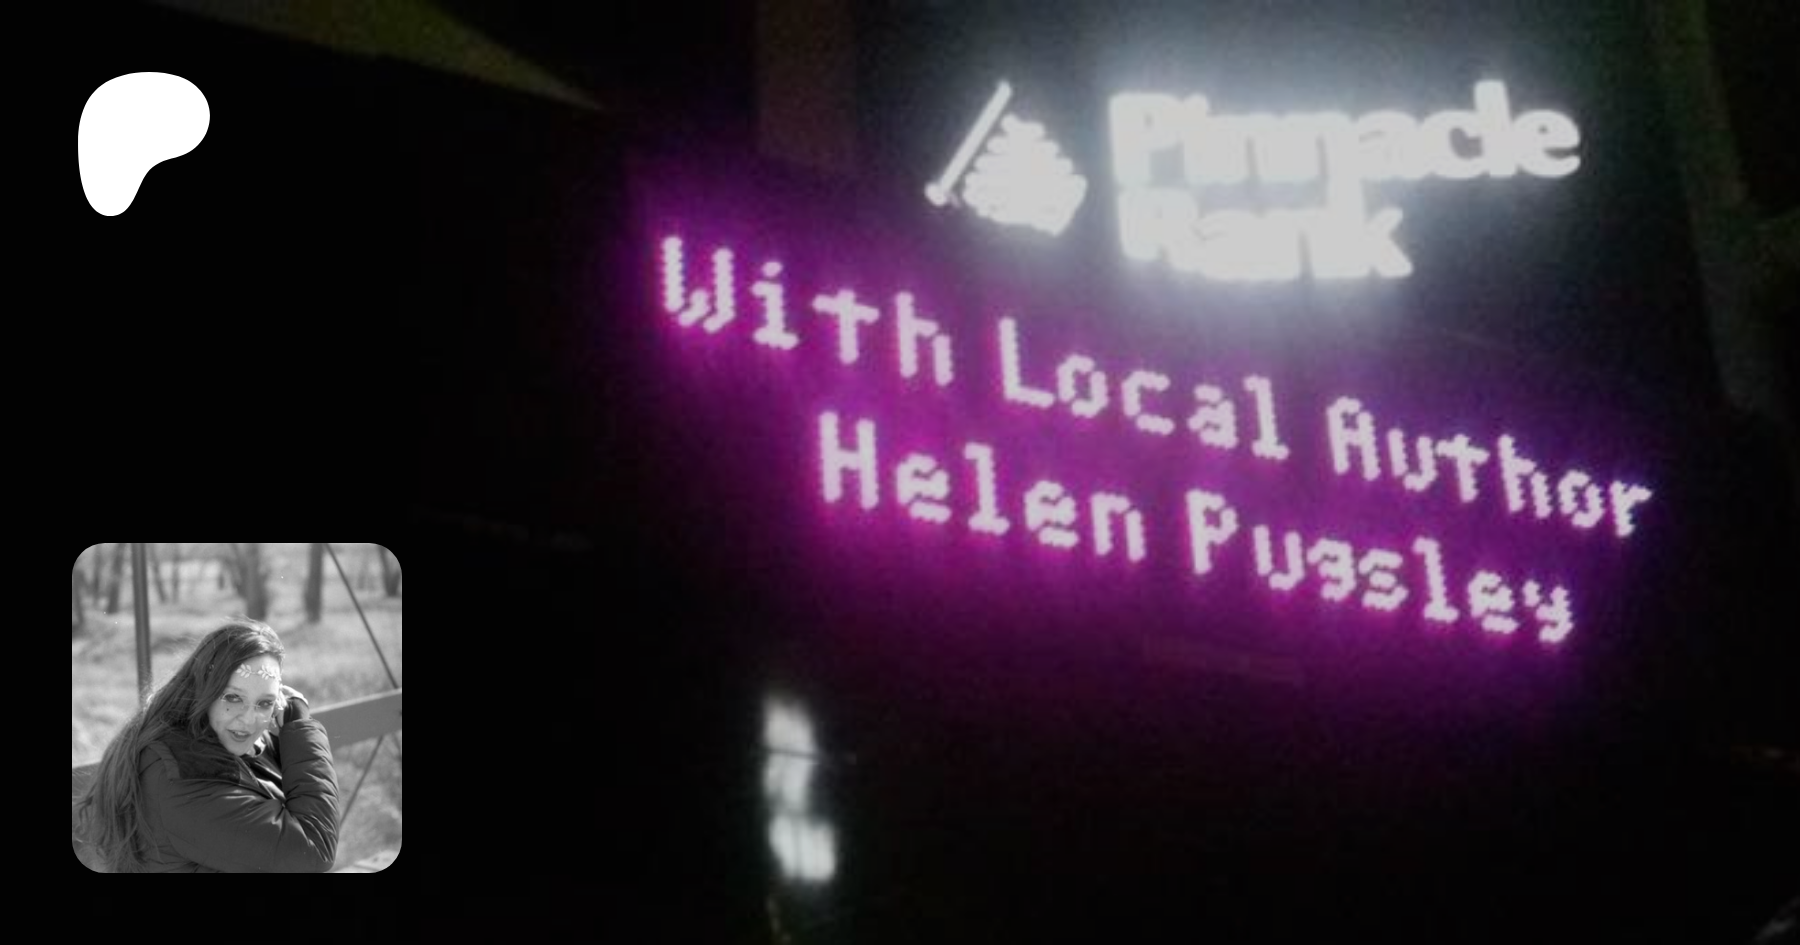 Pinnacle
Bank
With Local Author
Helen Pugsley